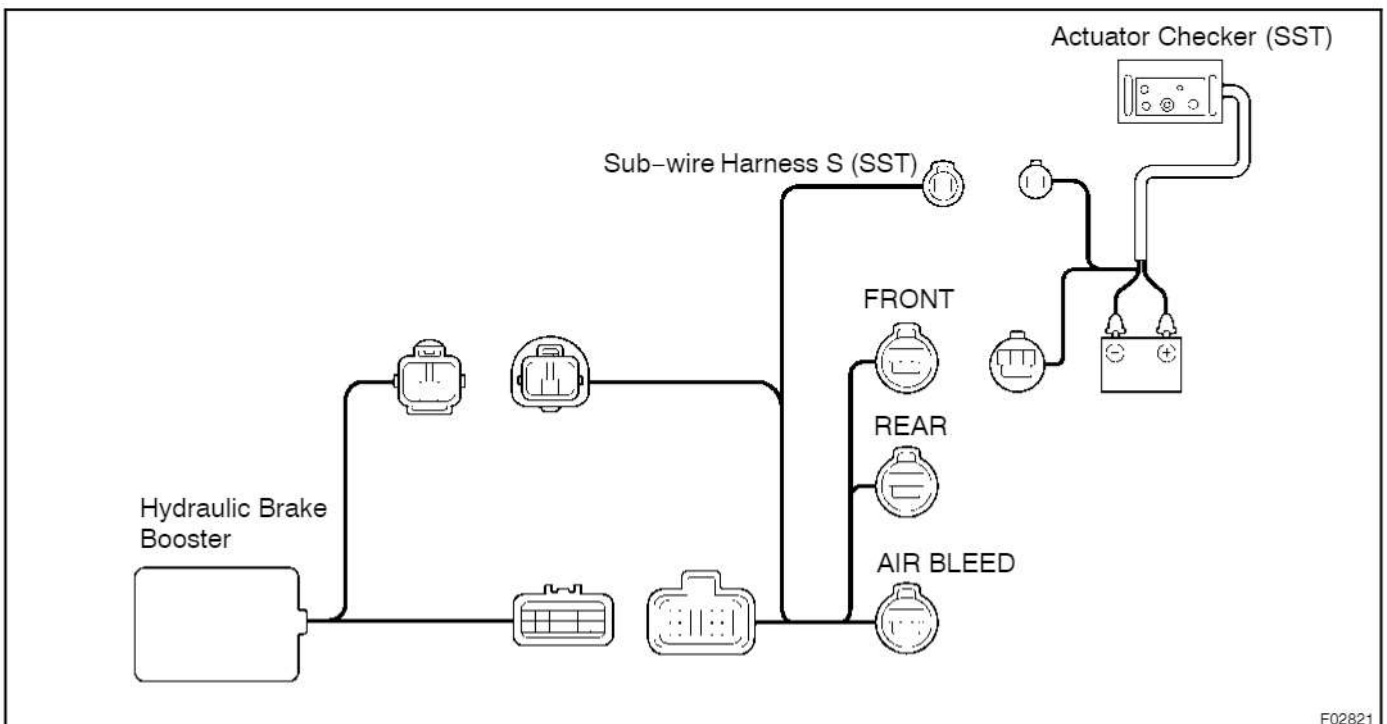 Actuator Checker (SST)
Sub-wire Harness S (SST)
FRONT
REAR
Hydraulic Brake
Booster
AIR BLEED
− +
F02821